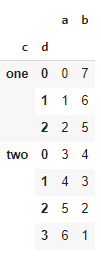 a b
c d
one 0 0 7
1 1 6
2 2 5
two 0 3 4
1 4 3
2 5 2
3 6 1